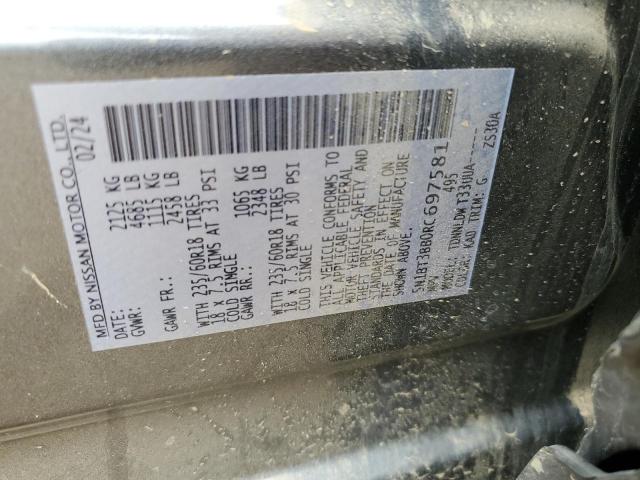 MFD BY NISSAN MOTOR CO., LTD.
DATE: 02/24
GVWR: 2125 KG
4685 LB
GAWR FR.: 1115 KG
2458 LB
WITH 235/60R18 TIRES
18 x 7.5 RIMS AT 33 PSI
COLD SINGLE
GAWR RR.: 1065 KG
2348 LB
WITH 235/60R18 TIRES
18 x 7.5 RIMS AT 30 PSI
COLD SINGLE
THIS VEHICLE CONFORMS TO
ALL APPLICABLE FEDERAL
MOTOR VEHICLE SAFETY AND
THEFT PREVENTION
STANDARDS IN EFFECT ON
THE DATE OF MANUFACTURE
SHOWN ABOVE.
5N1BT3BB0RC697581
MPV 495
MODEL:
COLOR: KAD TRIM: G ZS30A